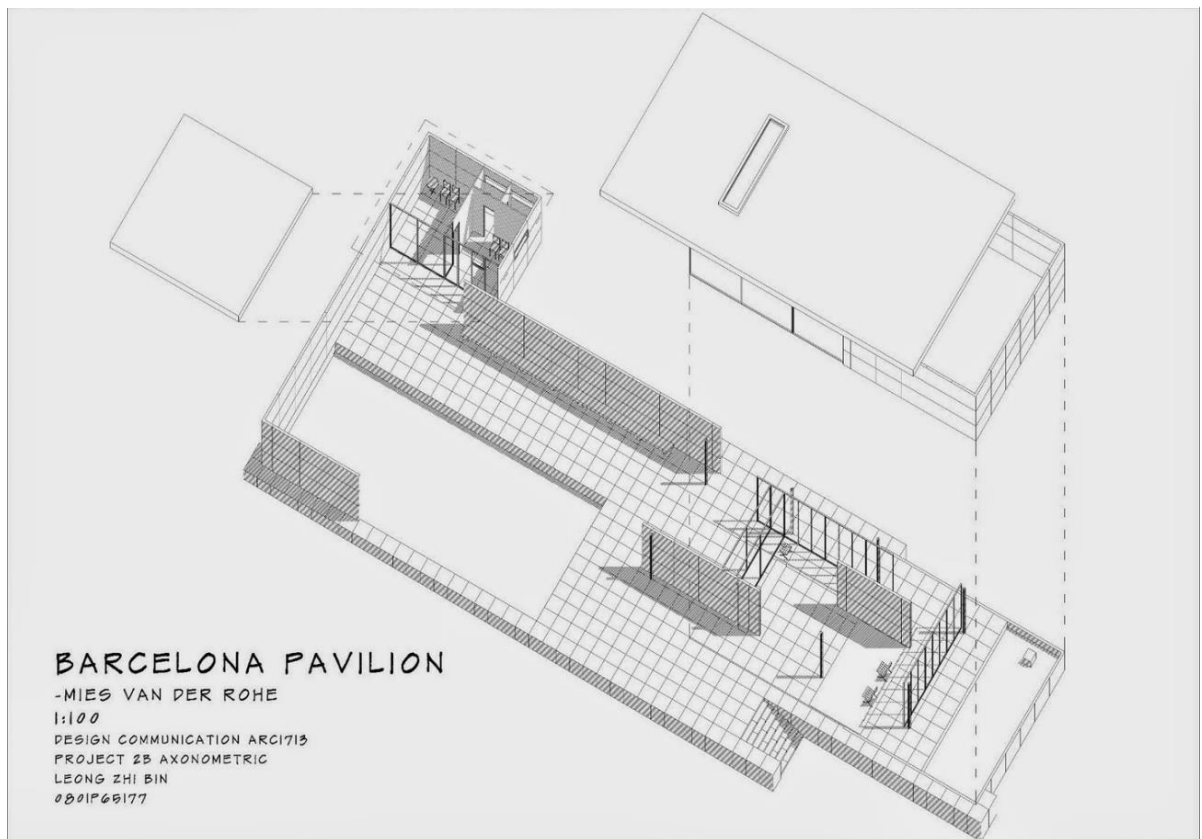 BARCELONA PAVILION
-MIES VAN DER ROHE
1:100
DESIGN COMMUNICATION ARC1713
PROJECT 2B AXONOMETRIC
LEONG ZHI BIN
0801P65177